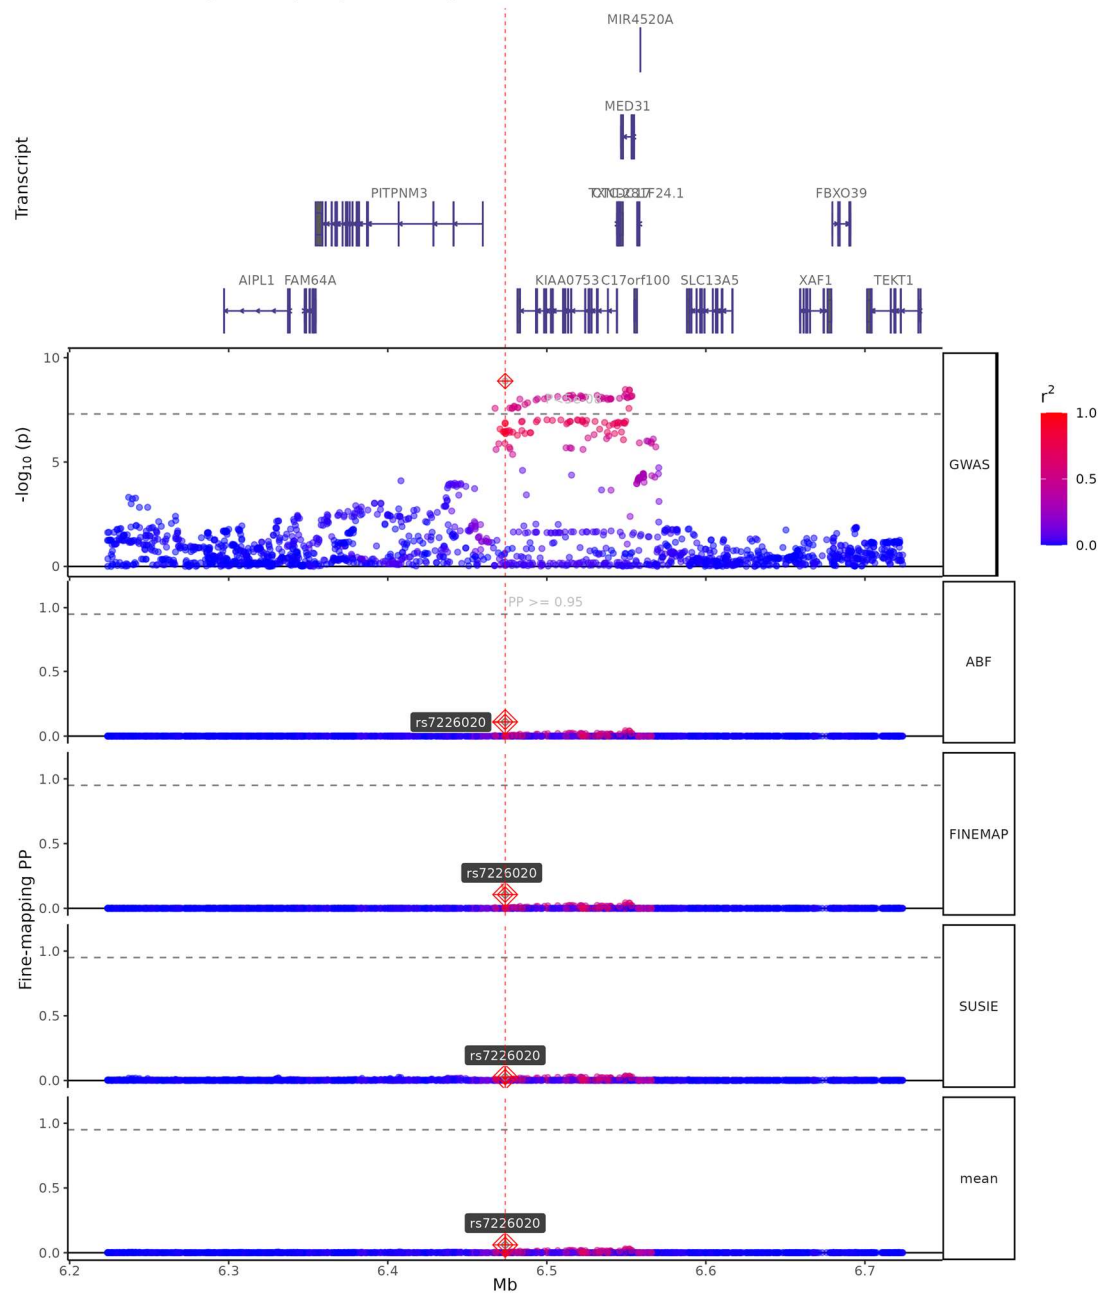 MIR4520A
MED31
PITPNM3
FBXO39
AIPL1 FAM64A KIAA0753 C17orf100 SLC13A5 XAF1 TEKT1
Transcript
10
5
0
-log10 (p)
GWAS
r2
1.0
0.5
0.0
1.0
0.5
0.0
PP >= 0.95
rs7226020
ABF
1.0
0.5
0.0
rs7226020
FINEMAP
Fine-mapping PP
1.0
0.5
0.0
rs7226020
SUSIE
1.0
0.5
0.0
rs7226020
mean
6.2 6.3 6.4 6.5 6.6 6.7
Mb